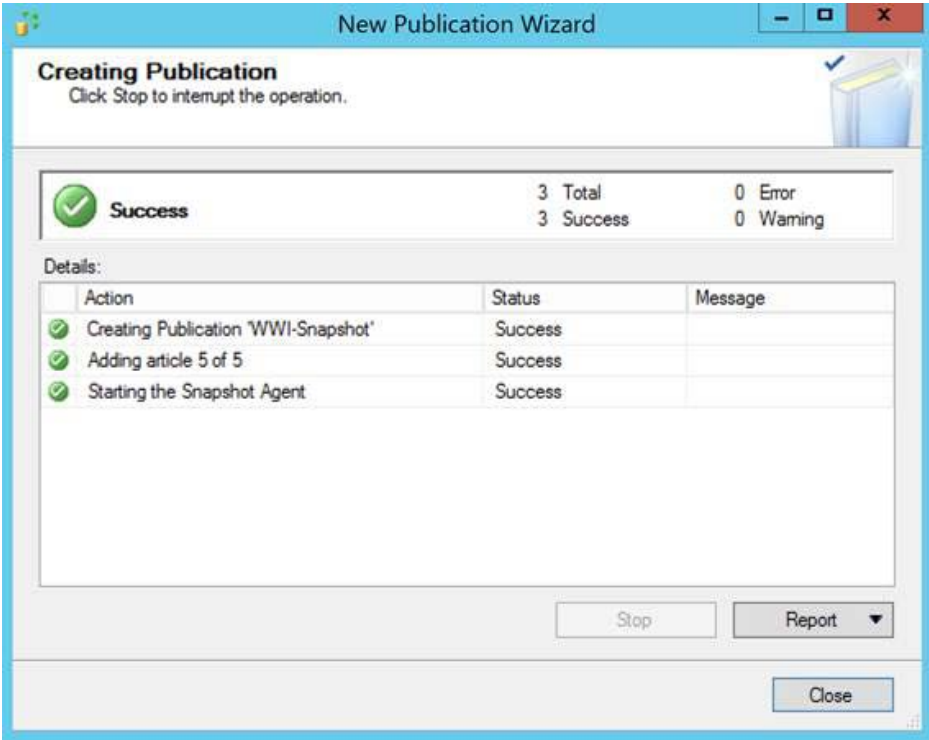 New Publication Wizard
Creating Publication
Click Stop to interrupt the operation.
Success
3 Total
0 Error
3 Success
0 Warning
Details:
Action Status Message
Creating Publication 'WWI-Snapshot' Success
Adding article 5 of 5 Success
Starting the Snapshot Agent Success
Stop
Report
Close